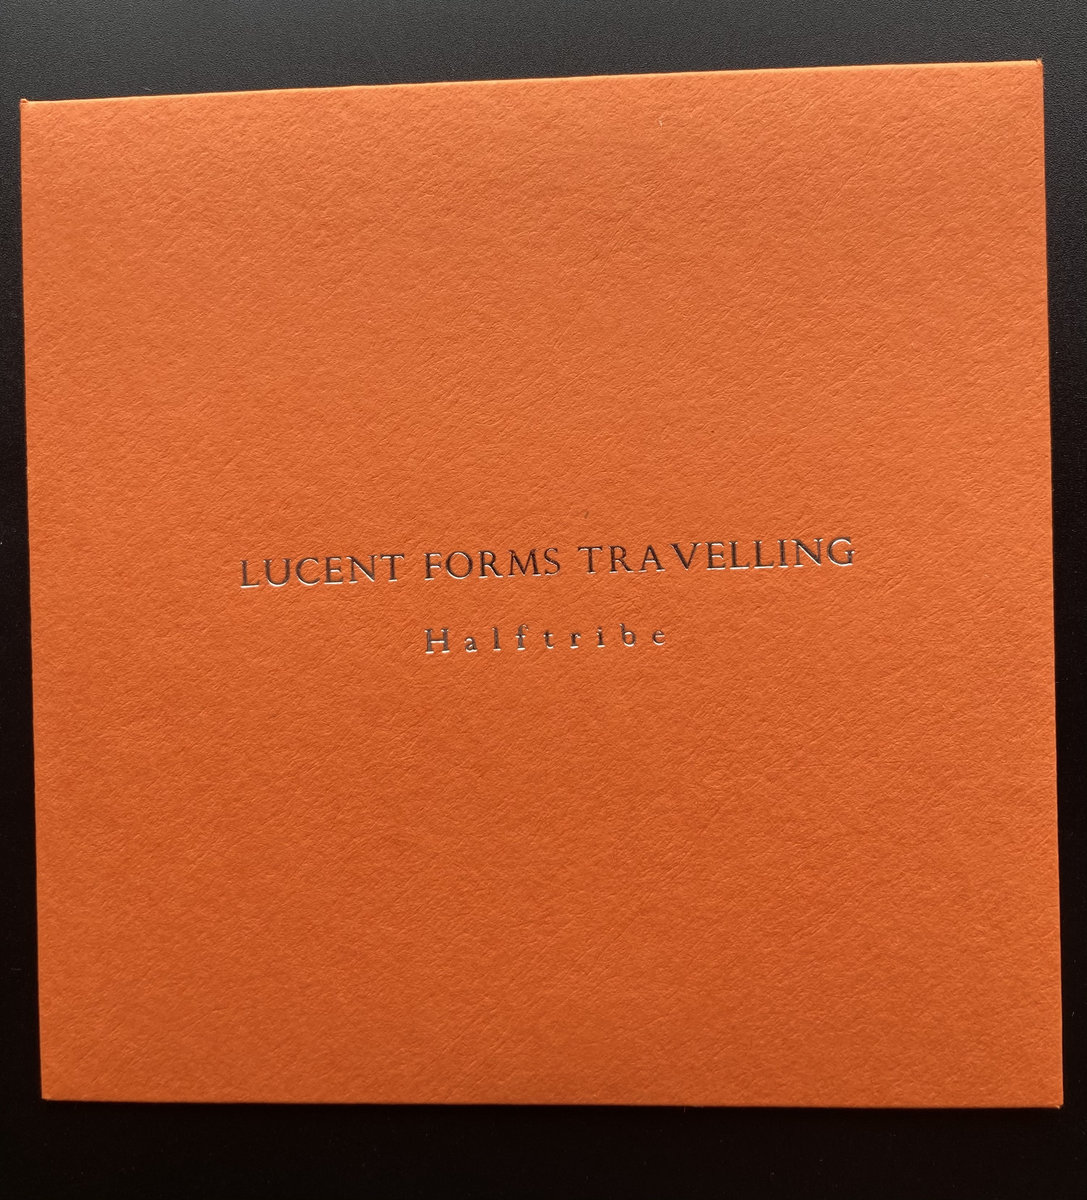 LUCENT FORMS TRAVELLING
Halftribe